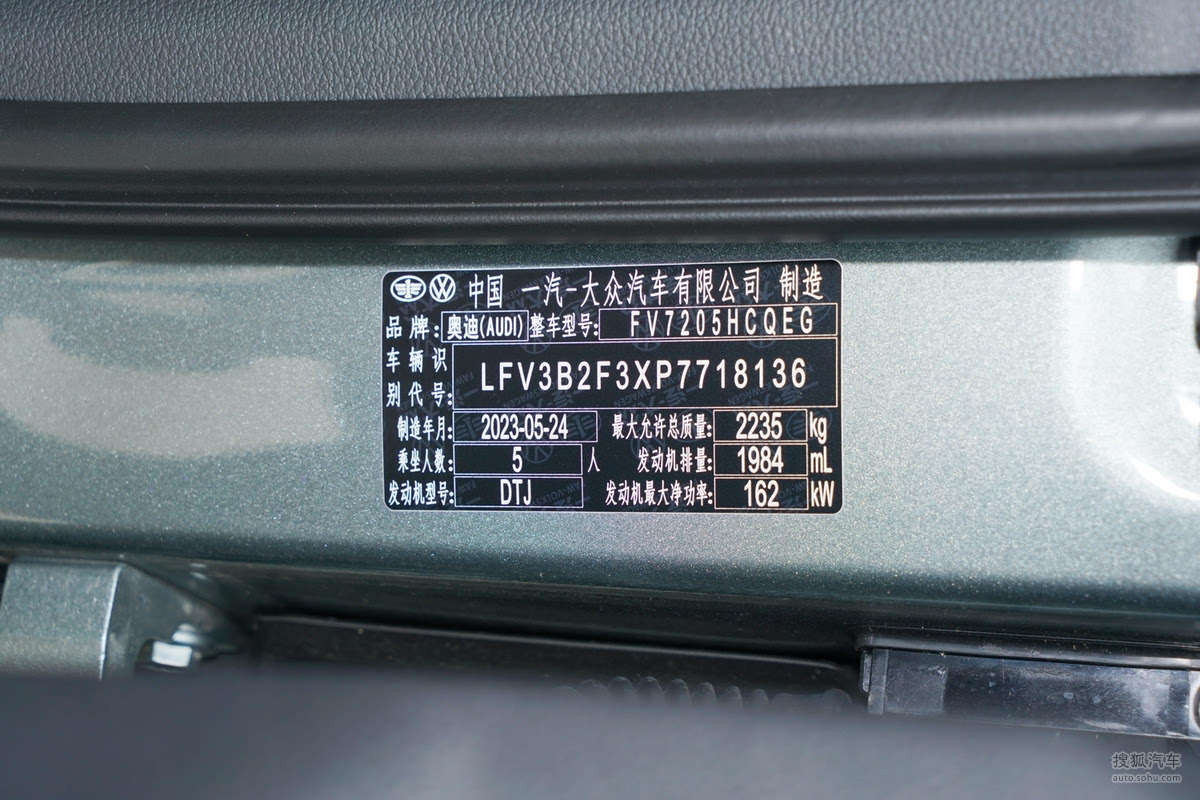 中国 一汽-大众汽车有限公司 制造
品牌: 奥迪(AUDI) 整车型号: FV7205HCQEG
车辆识别代号: LFV3B2F3XP7718136
制造年月: 2023-05-24 最大允许总质量: 2235 kg
乘坐人数: 5 人 发动机排量: 1984 mL
发动机型号: DTJ 发动机最大净功率: 162 kW
搜狐汽车
auto.sohu.com